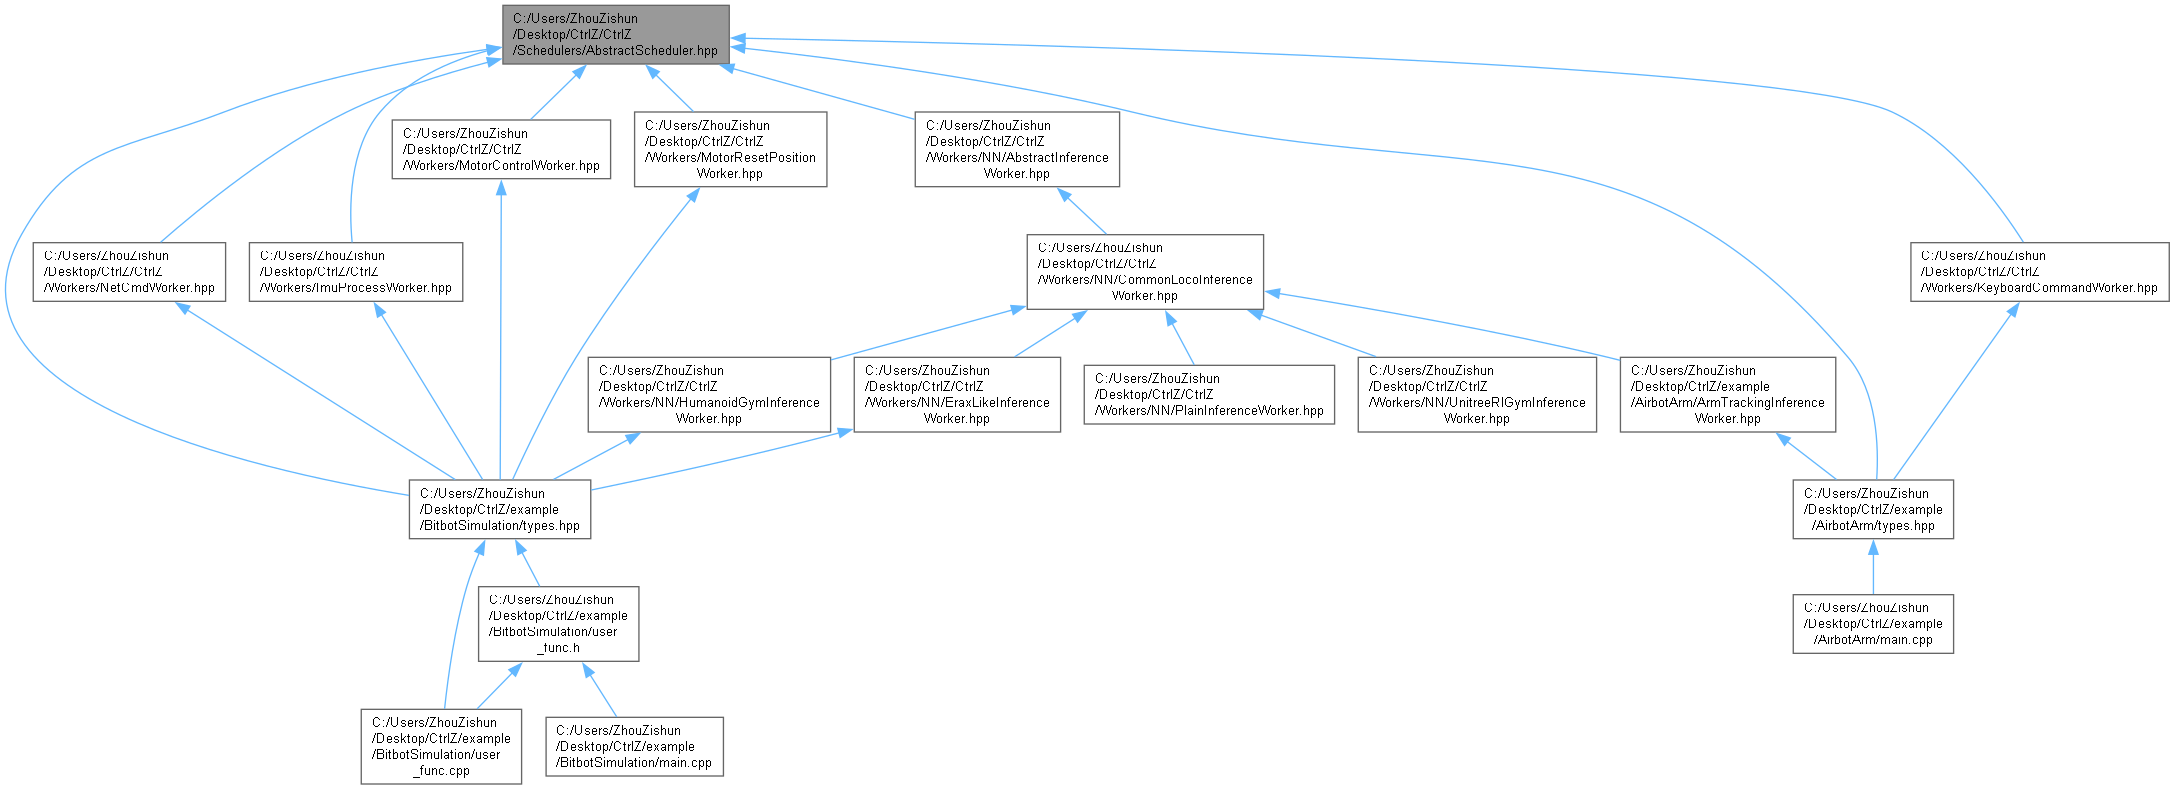 C:/Users/ZhouZishun
/Desktop/CtrlZ/CtrlZ
/Schedulers/AbstractScheduler.hpp
C:/Users/ZhouZishun
/Desktop/CtrlZ/CtrlZ
/Workers/MotorControlWorker.hpp
C:/Users/ZhouZishun
/Desktop/CtrlZ/CtrlZ
/Workers/MotorResetPosition
Worker.hpp
C:/Users/ZhouZishun
/Desktop/CtrlZ/CtrlZ
/Workers/NN/AbstractInference
Worker.hpp
C:/Users/ZhouZishun
/Desktop/CtrlZ/CtrlZ
/Workers/NetCmdWorker.hpp
C:/Users/ZhouZishun
/Desktop/CtrlZ/CtrlZ
/Workers/ImuProcessWorker.hpp
C:/Users/ZhouZishun
/Desktop/CtrlZ/CtrlZ
/Workers/NN/CommonLocoInference
Worker.hpp
C:/Users/ZhouZishun
/Desktop/CtrlZ/CtrlZ
/Workers/KeyboardCommandWorker.hpp
C:/Users/ZhouZishun
/Desktop/CtrlZ/CtrlZ
/Workers/NN/HumanoidGymInference
Worker.hpp
C:/Users/ZhouZishun
/Desktop/CtrlZ/CtrlZ
/Workers/NN/EraxLikeInference
Worker.hpp
C:/Users/ZhouZishun
/Desktop/CtrlZ/CtrlZ
/Workers/NN/PlainInferenceWorker.hpp
C:/Users/ZhouZishun
/Desktop/CtrlZ/CtrlZ
/Workers/NN/UnitreeRlGymInference
Worker.hpp
C:/Users/ZhouZishun
/Desktop/CtrlZ/example
/AirbotArm/ArmTrackingInference
Worker.hpp
C:/Users/ZhouZishun
/Desktop/CtrlZ/example
/BitbotSimulation/types.hpp
C:/Users/ZhouZishun
/Desktop/CtrlZ/example
/AirbotArm/types.hpp
C:/Users/ZhouZishun
/Desktop/CtrlZ/example
/BitbotSimulation/user
_func.h
C:/Users/ZhouZishun
/Desktop/CtrlZ/example
/AirbotArm/main.cpp
C:/Users/ZhouZishun
/Desktop/CtrlZ/example
/BitbotSimulation/user
_func.cpp
C:/Users/ZhouZishun
/Desktop/CtrlZ/example
/BitbotSimulation/main.cpp